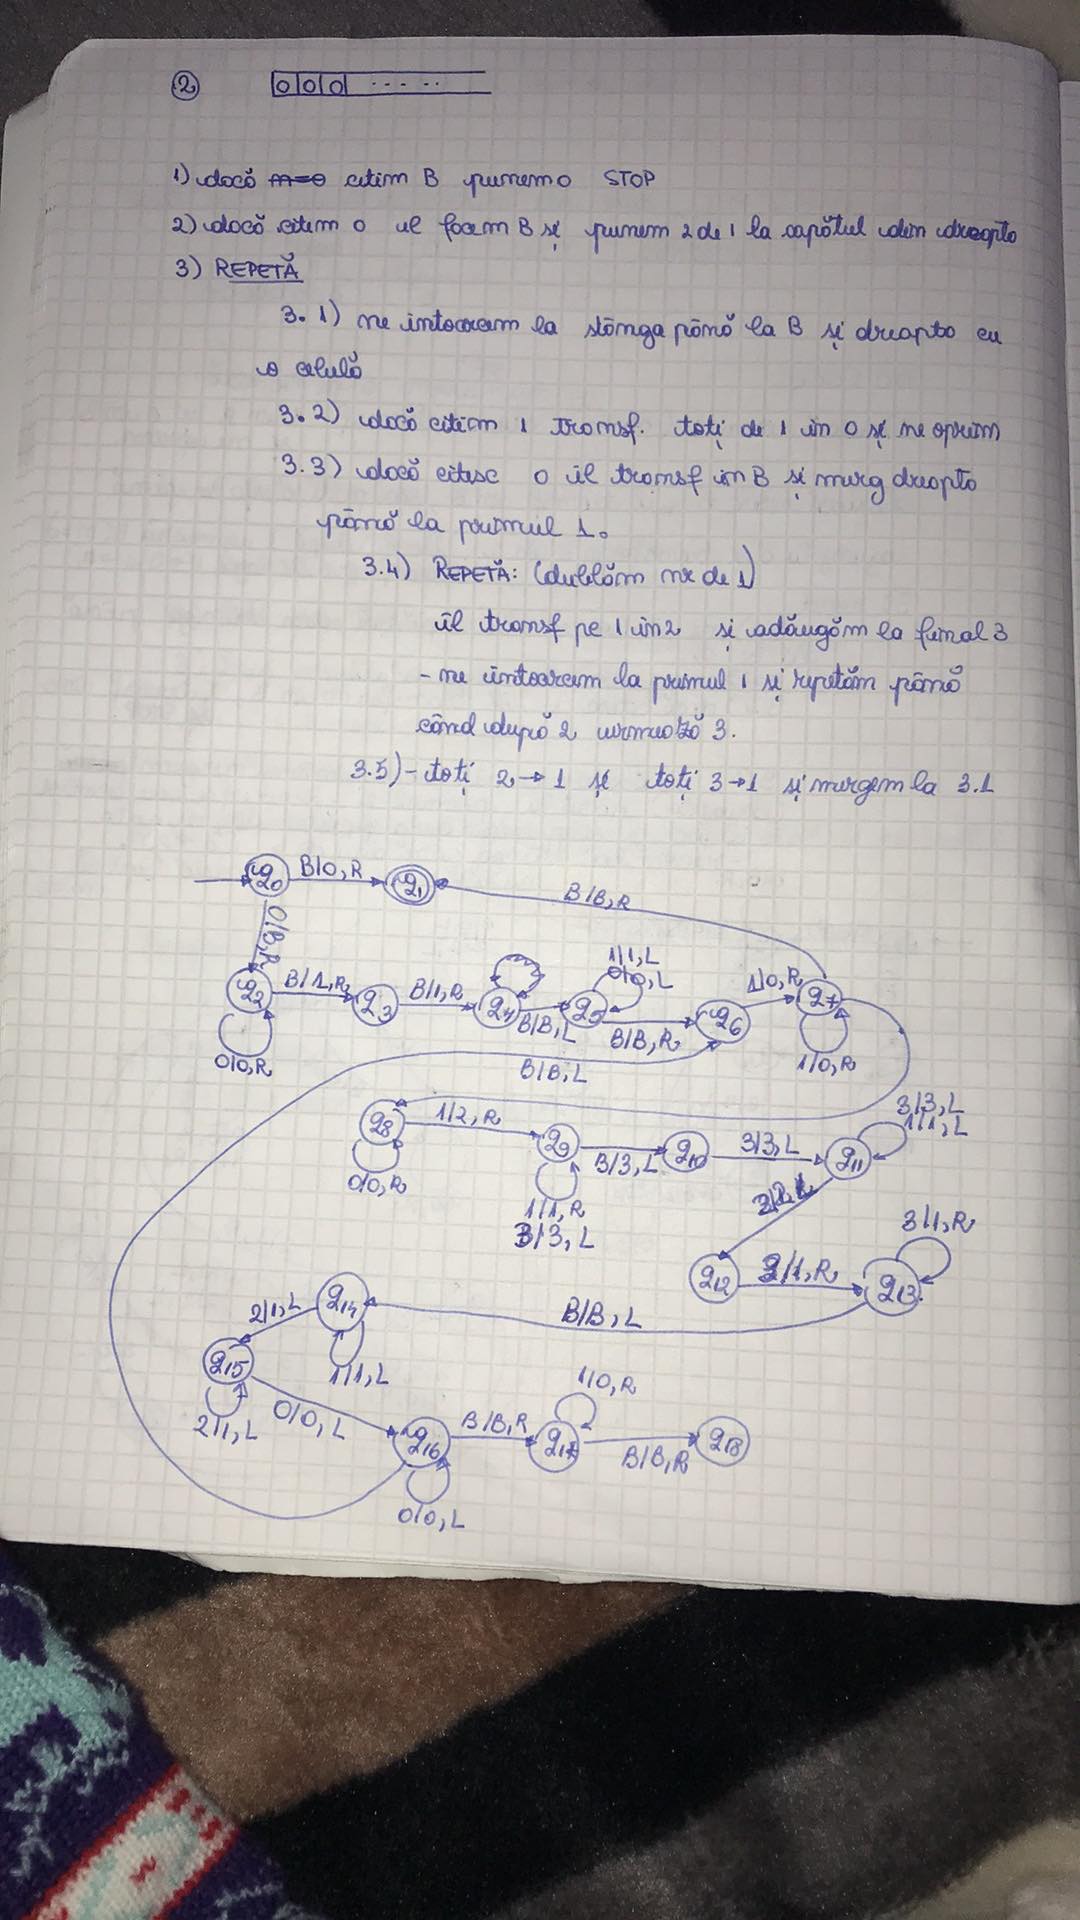 2 0 0 0 ... ..
1) dacă m=0 citim B punem 0 STOP
2) dacă citim 0 îl facem B și punem 2 de 1 la capătul din dreapta
3) REPETĂ
3.1) ne întoarcem la stânga până la B și dreapta cu
o celulă
3.2) dacă citim 1 transf. toți de 1 în 0 și ne oprim
3.3) dacă citesc 0 îl transf în B și merg dreapta
până la primul 1.
3.4) REPETĂ: (dublăm nr de 1)
îl transf pe 1 în 2 și adăugăm la final 3
- ne întoarcem la primul 1 și repetăm până
când după 2 urmează 3.
3.5) - toți 2→1 și toți 3→1 și mergem la 3.1
q0 B/0,R q1 B/B,R
0/B,R
q2 B/1,R q3 B/1,R q4 B/B,L q5 1/1,L 0/0,L B/B,R q6 1/0,R q7
0/0,R B/B,L 1/0,R
q8 1/2,R q9 B/3,L q10 3/3,L q11 3/3,L 1/1,L
0/0,R 1/1,R
3/3,L
q12 2/1,R q13 3/1,R
q14 B/B,L
2/1,L 1/1,L
q15 0/0,L
2/1,L
q16 B/B,R q17 1/0,R B/B,R q18
0/0,L